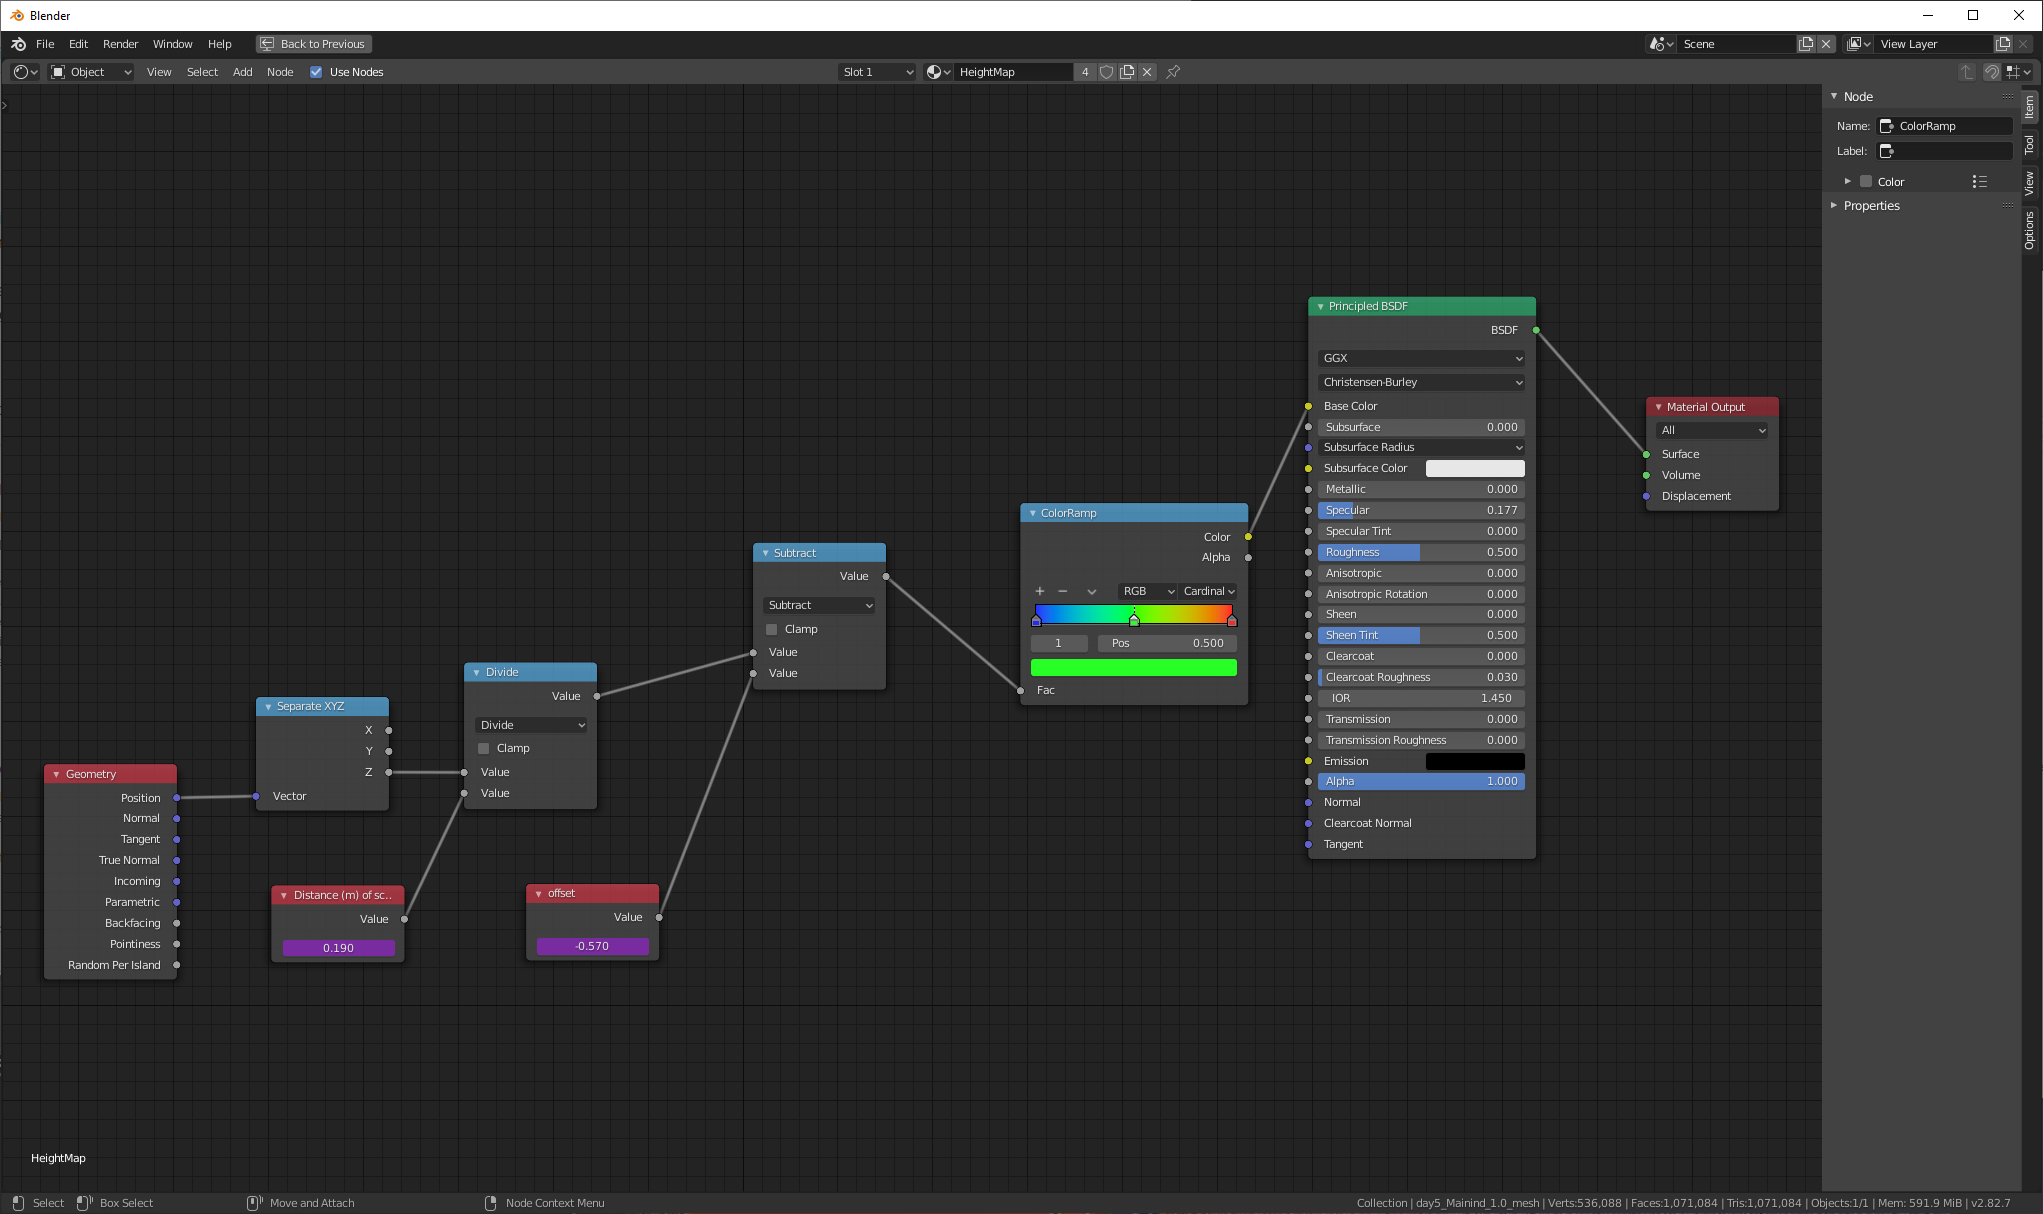 Blender
File Edit Render Window Help Back to Previous Scene View Layer
Object View Select Add Node Use Nodes Slot 1 HeightMap 4
Node
Name: ColorRamp
Label:
Color
Properties
Item
Tool
View
Options
Geometry
Position
Normal
Tangent
True Normal
Incoming
Parametric
Backfacing
Pointiness
Random Per Island
Separate XYZ
X
Y
Z
Vector
Distance (m) of sc..
Value
0.190
Divide
Value
Divide
Clamp
Value
Value
offset
Value
-0.570
Subtract
Value
Subtract
Clamp
Value
Value
ColorRamp
Color
Alpha
+ − RGB Cardinal
1 Pos 0.500
Fac
Principled BSDF
BSDF
GGX
Christensen-Burley
Base Color
Subsurface 0.000
Subsurface Radius
Subsurface Color
Metallic 0.000
Specular 0.177
Specular Tint 0.000
Roughness 0.500
Anisotropic 0.000
Anisotropic Rotation 0.000
Sheen 0.000
Sheen Tint 0.500
Clearcoat 0.000
Clearcoat Roughness 0.030
IOR 1.450
Transmission 0.000
Transmission Roughness 0.000
Emission
Alpha 1.000
Normal
Clearcoat Normal
Tangent
Material Output
All
Surface
Volume
Displacement
HeightMap
Select Box Select Move and Attach Node Context Menu Collection | day5_Mainind_1.0_mesh | Verts:536,088 | Faces:1,071,084 | Tris:1,071,084 | Objects:1/1 | Mem: 591.9 MiB | v2.82.7